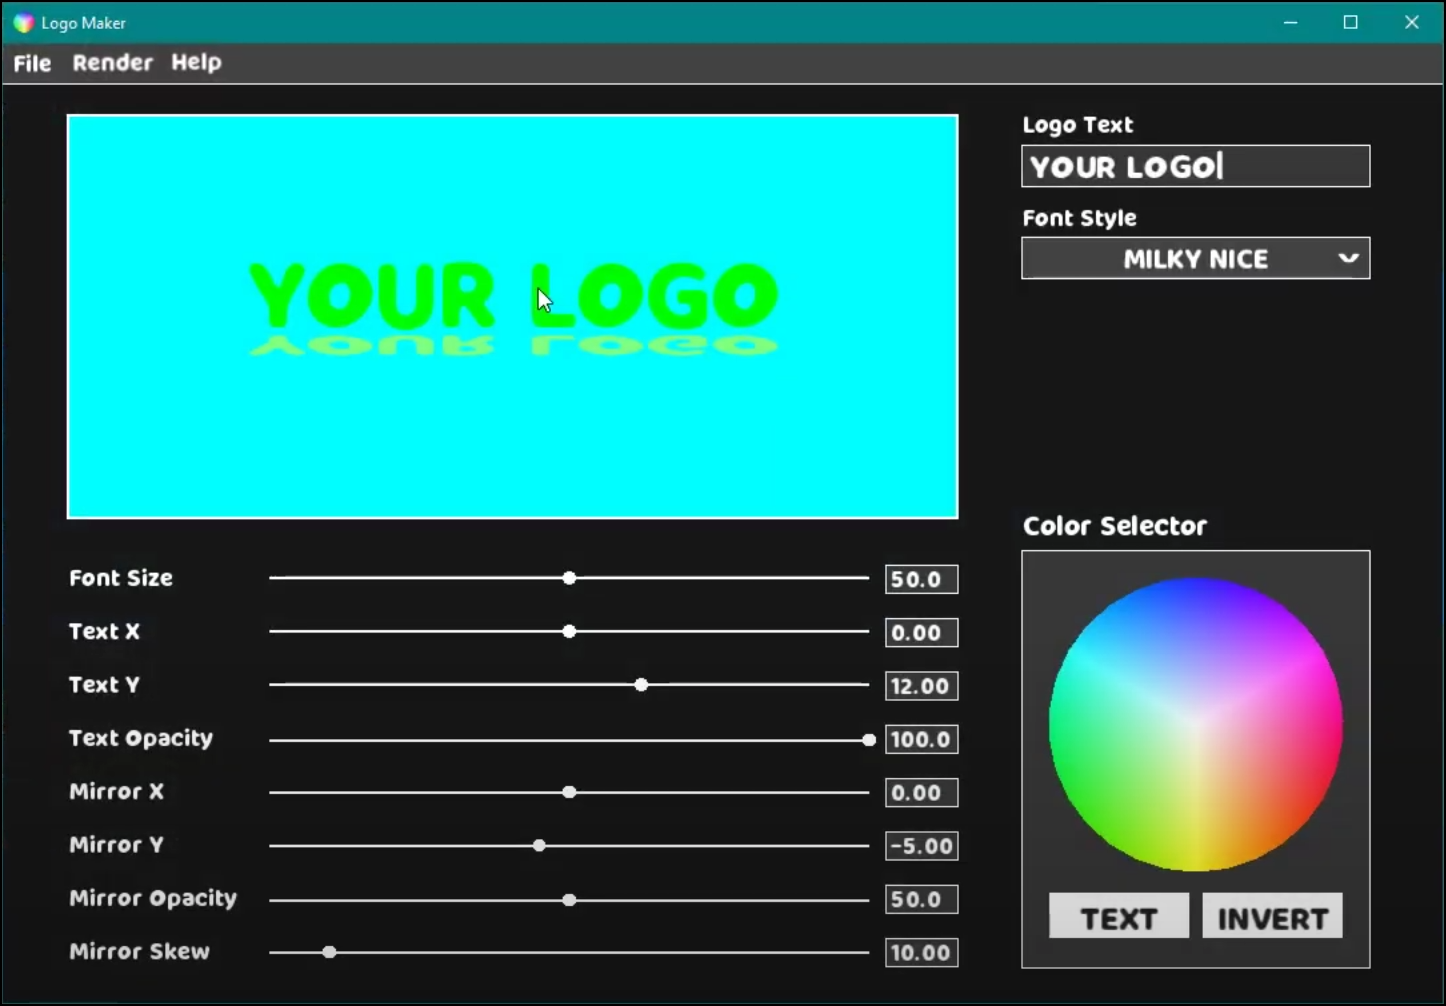 Logo Maker
File Render Help
YOUR LOGO
YOUR LOGO
Logo Text
YOUR LOGO
Font Style
MILKY NICE
Font Size 50.0
Text X 0.00
Text Y 12.00
Text Opacity 100.0
Mirror X 0.00
Mirror Y -5.00
Mirror Opacity 50.0
Mirror Skew 10.00
Color Selector
TEXT INVERT